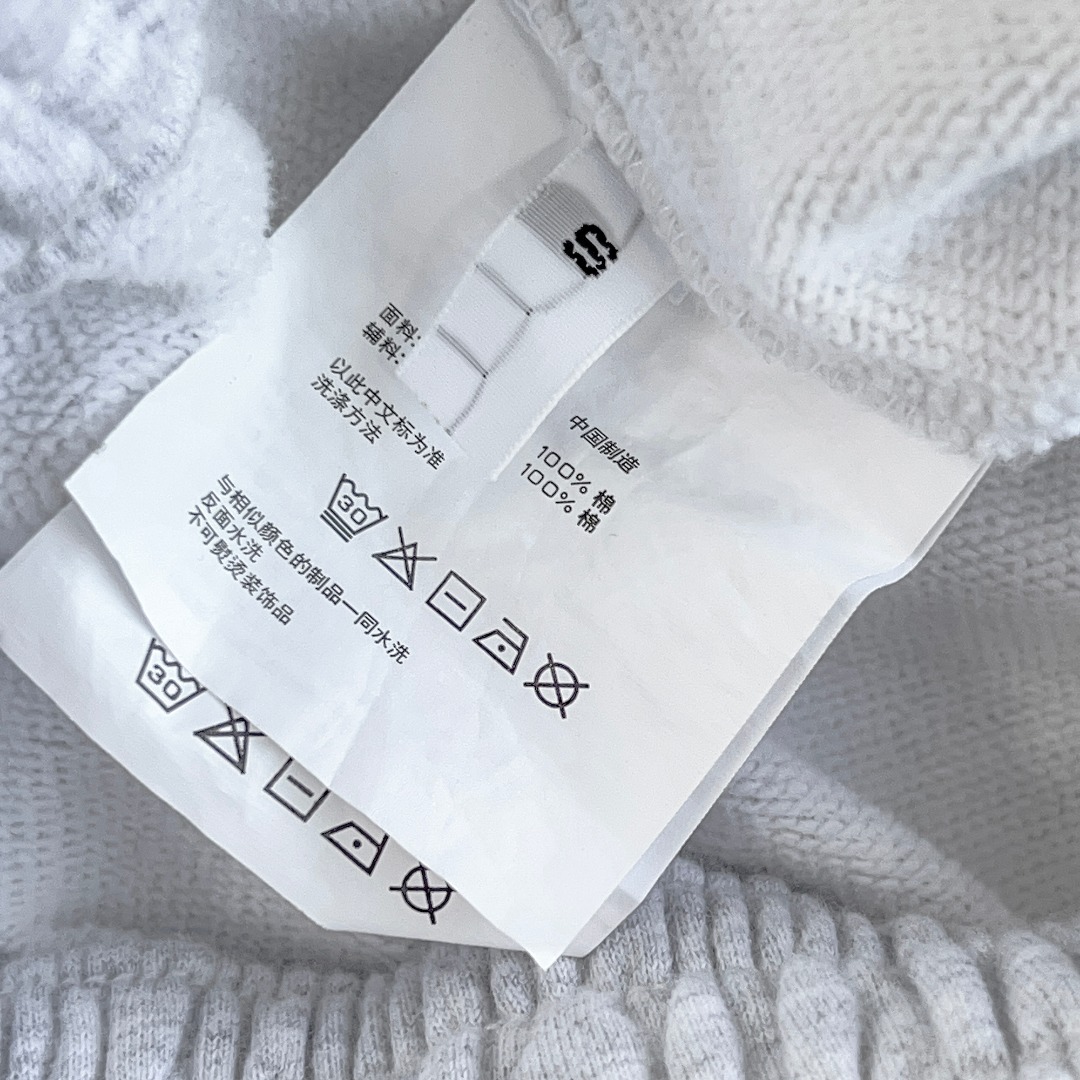 S
中国制造
面料:
100% 棉
辅料:
100% 棉
以此中文标为准
洗涤方法
30
与相似颜色的制品一同水洗
反面水洗
不可熨烫装饰品
30